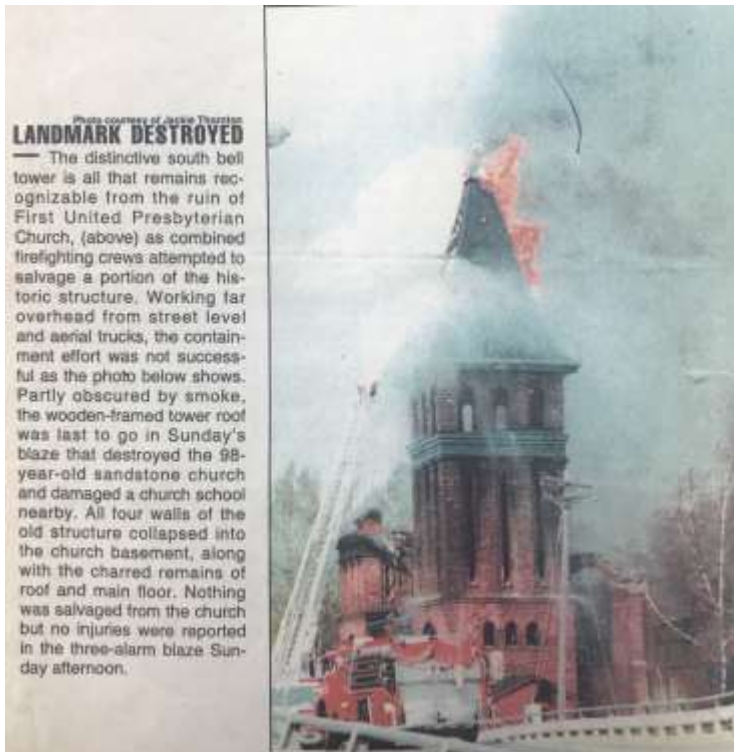 Photo courtesy of Jackie Thornton
LANDMARK DESTROYED
— The distinctive south bell
tower is all that remains rec-
ognizable from the ruin of
First United Presbyterian
Church, (above) as combined
firefighting crews attempted to
salvage a portion of the his-
toric structure. Working far
overhead from street level
and aerial trucks, the contain-
ment effort was not success-
ful as the photo below shows.
Partly obscured by smoke,
the wooden-framed tower roof
was last to go in Sunday's
blaze that destroyed the 98-
year-old sandstone church
and damaged a church school
nearby. All four walls of the
old structure collapsed into
the church basement, along
with the charred remains of
roof and main floor. Nothing
was salvaged from the church
but no injuries were reported
in the three-alarm blaze Sun-
day afternoon.